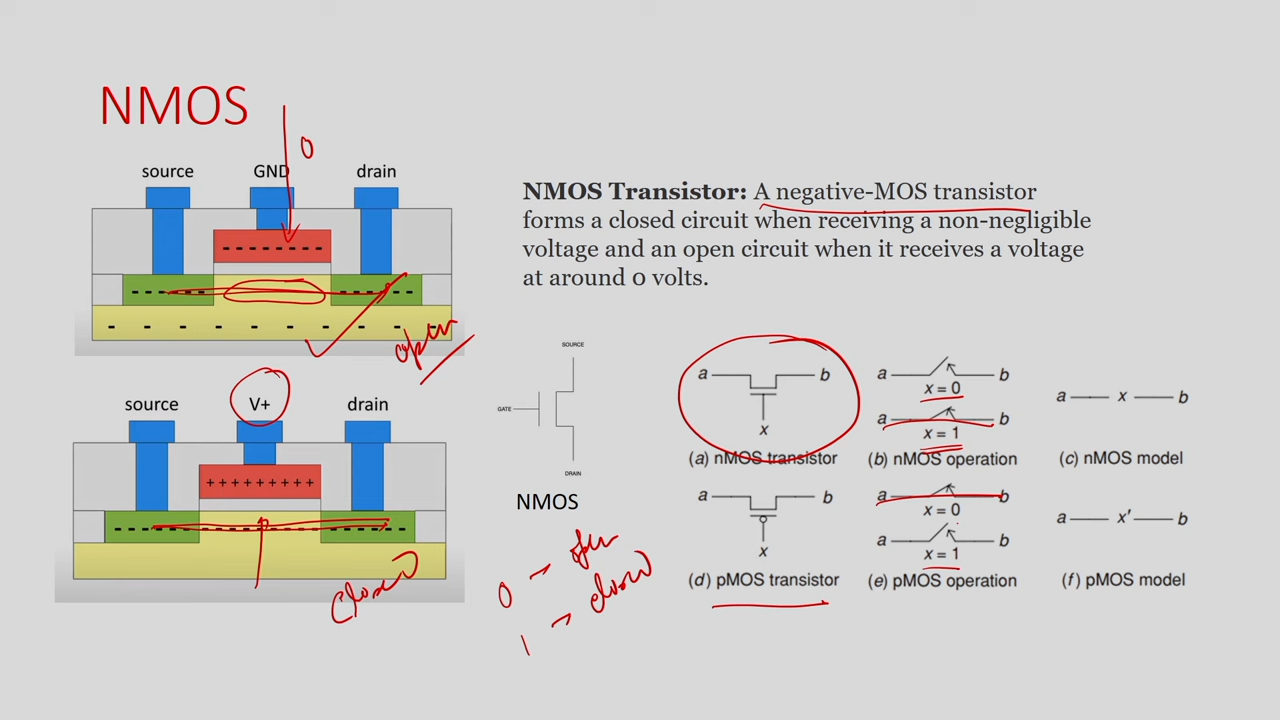 NMOS
0
source GND drain
open
source V+ drain
closed
NMOS Transistor: A negative-MOS transistor
forms a closed circuit when receiving a non-negligible
voltage and an open circuit when it receives a voltage
at around 0 volts.
SOURCE
GATE
DRAIN
NMOS
0 → open
1 → closed
a b
x
(a) nMOS transistor
a b
x = 0
a b
x = 1
(b) nMOS operation
a x b
(c) nMOS model
a b
x
(d) pMOS transistor
a b
x = 0
a b
x = 1
(e) pMOS operation
a x' b
(f) pMOS model